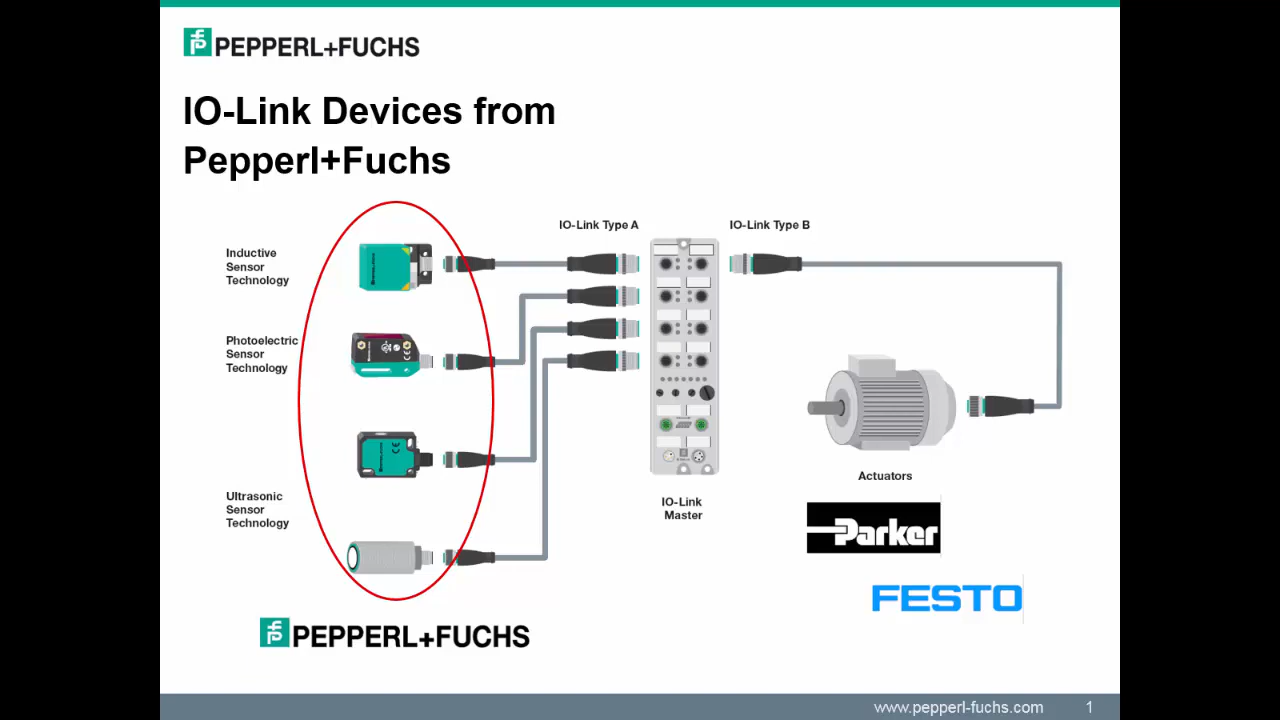 PEPPERL+FUCHS
IO-Link Devices from
Pepperl+Fuchs
IO-Link Type A
IO-Link Type B
Inductive
Sensor
Technology
Photoelectric
Sensor
Technology
Ultrasonic
Sensor
Technology
IO-Link
Master
Actuators
Parker
FESTO
PEPPERL+FUCHS
www.pepperl-fuchs.com
1